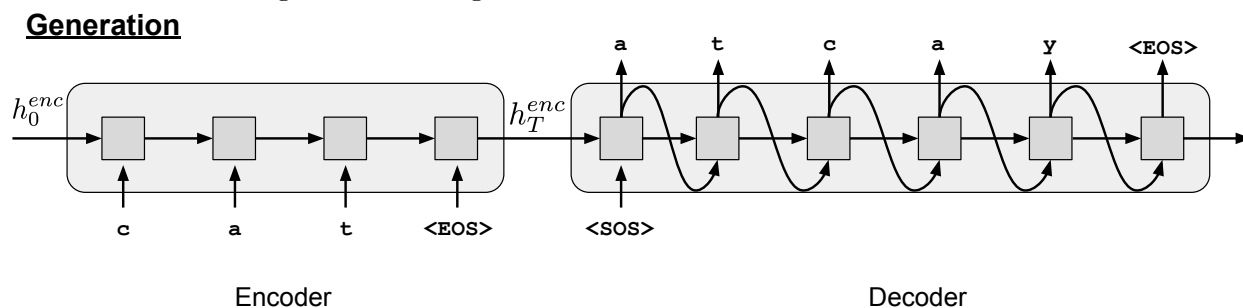 Generation
a t c a y <EOS>
h_0^{enc} h_T^{enc}
c a t <EOS> <SOS>
Encoder Decoder